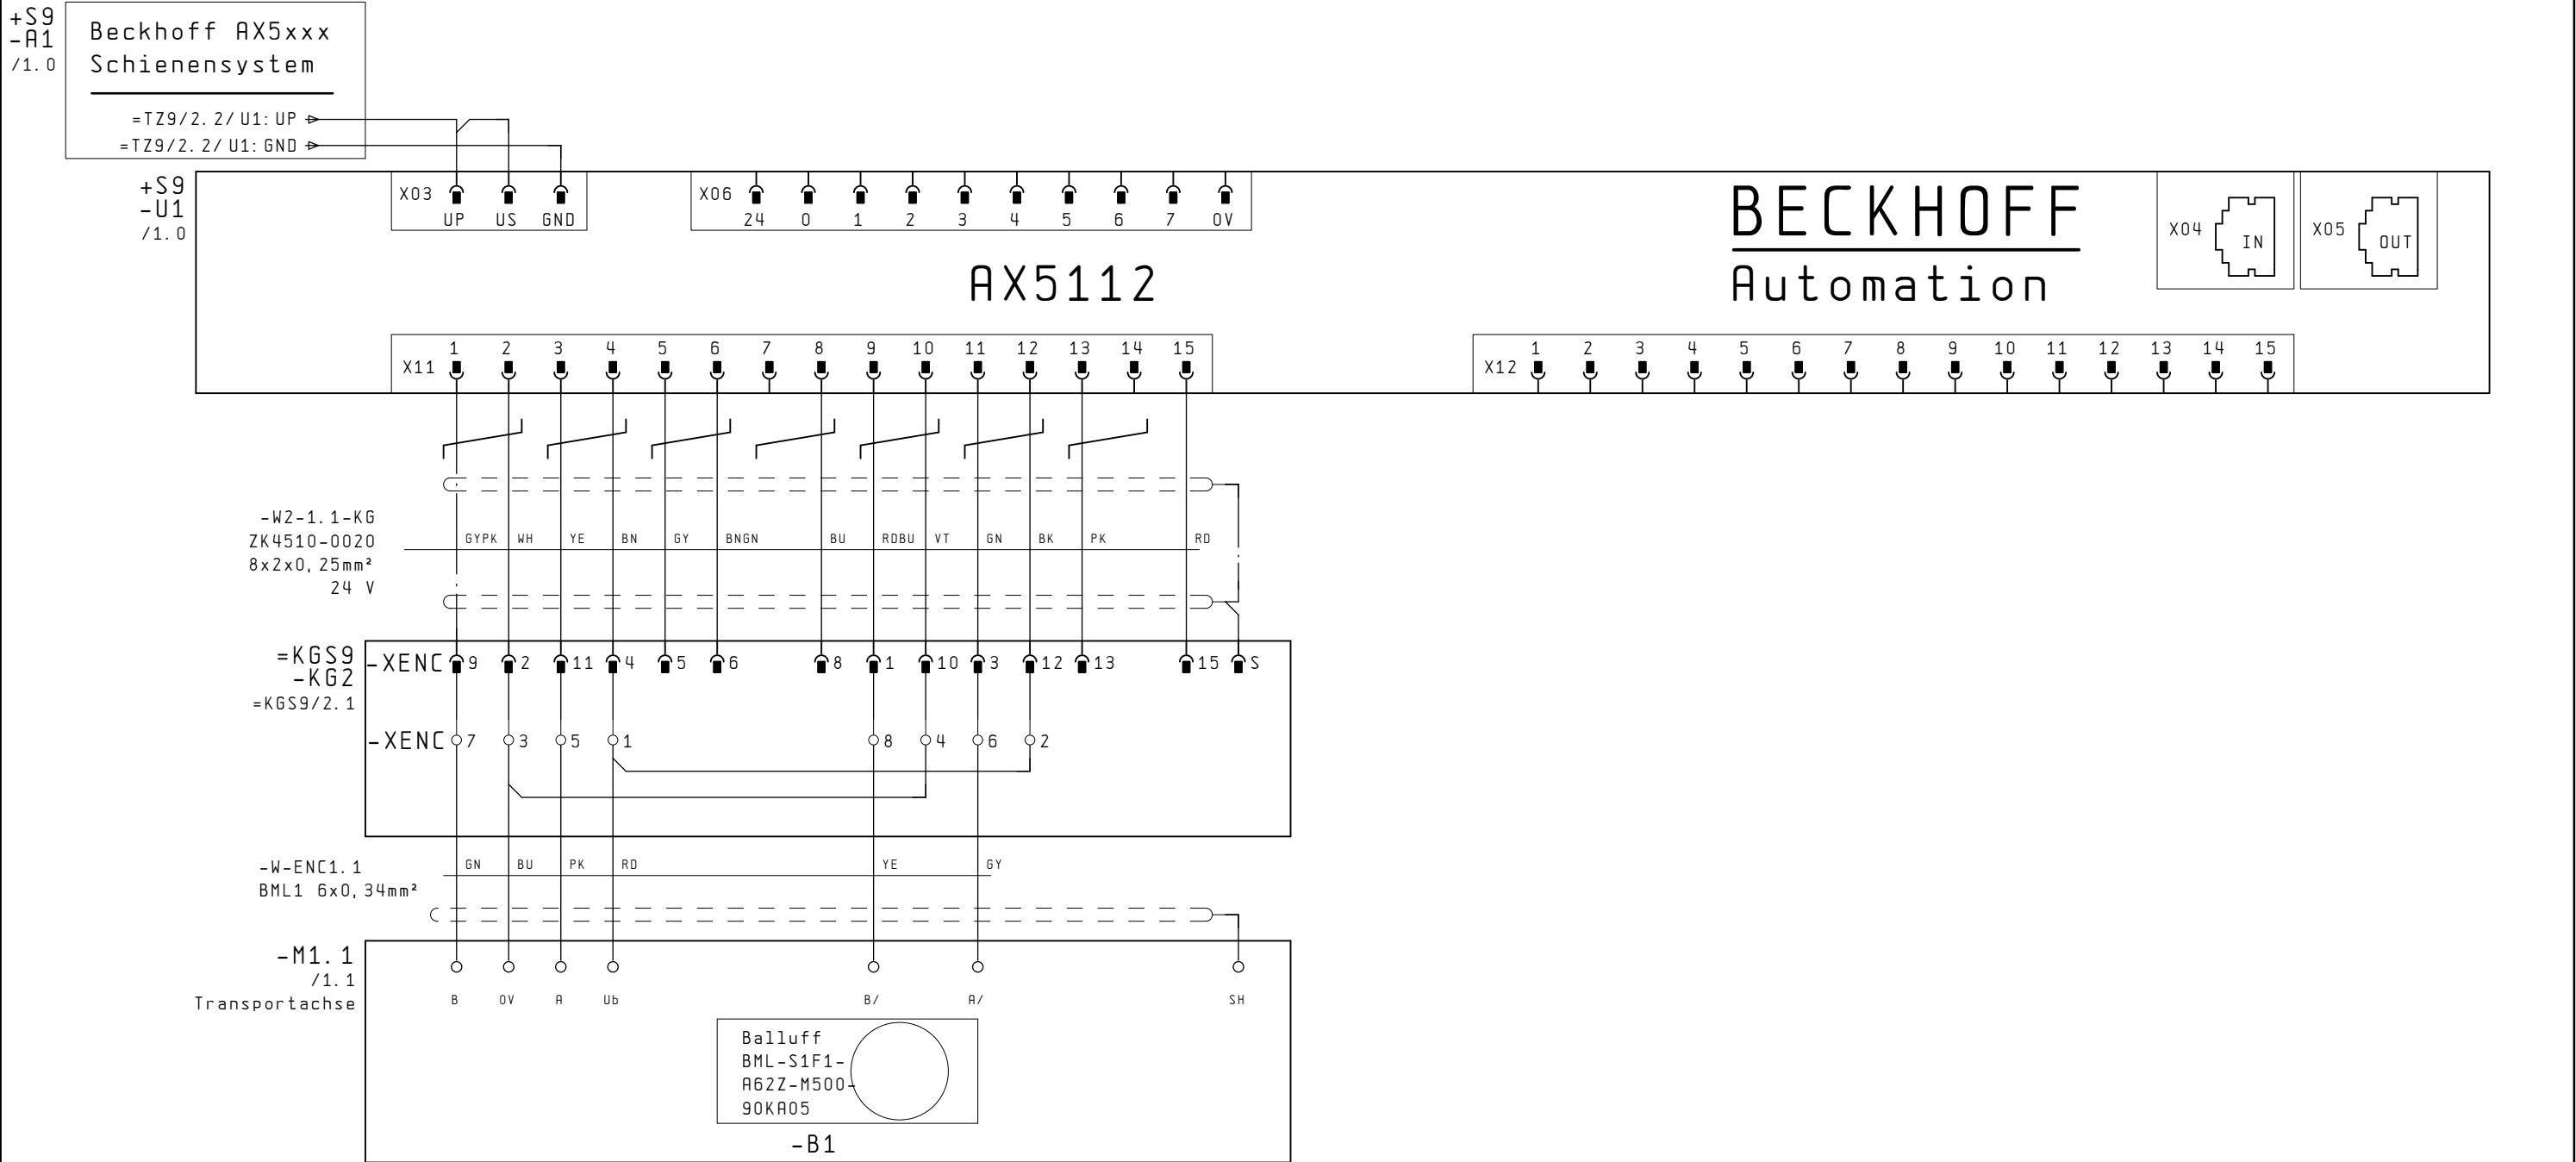 +S9
-A1
/1.0
Beckhoff AX5xxx
Schienensystem
=TZ9/2.2/U1:UP
=TZ9/2.2/U1:GND
+S9
-U1
/1.0
X03
UP US GND
X06
24 0 1 2 3 4 5 6 7 0V
BECKHOFF
Automation
X04 IN
X05 OUT
AX5112
X11
1 2 3 4 5 6 7 8 9 10 11 12 13 14 15
X12
1 2 3 4 5 6 7 8 9 10 11 12 13 14 15
-W2-1.1-KG
ZK4510-0020
8x2x0,25mm²
24 V
GYPK WH YE BN GY BNGN BU RDBU VT GN BK PK RD
=KGS9
-KG2
=KGS9/2.1
-XENC 9 2 11 4 5 6 8 1 10 3 12 13 15 S
-XENC 7 3 5 1 8 4 6 2
-W-ENC1.1
BML1 6x0,34mm²
GN BU PK RD YE GY
-M1.1
/1.1
Transportachse
B 0V A Ub B/ A/ SH
Balluff
BML-S1F1-
A62Z-M500-
90KA05
-B1